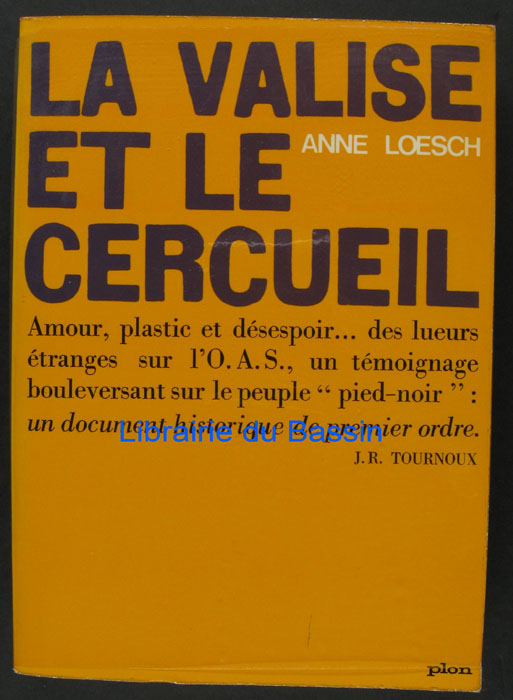 LA VALISE
ET LE
ANNE LOESCH
CERCUEIL
Amour, plastic et désespoir... des lueurs
étranges sur l'O.A.S., un témoignage
bouleversant sur le peuple “ pied-noir ” :
un document historique de premier ordre.
Librairie du Bassin
J.R. TOURNOUX
plon